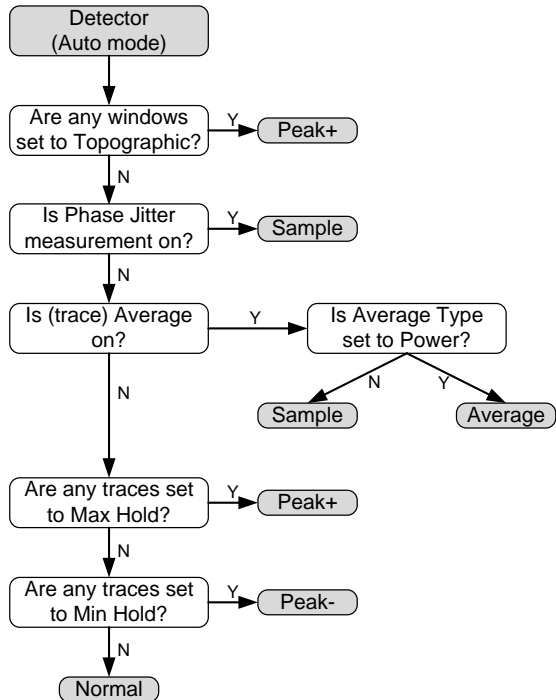 Detector
(Auto mode)
Are any windows
set to Topographic?
Y
Peak+
N
Is Phase Jitter
measurement on?
Y
Sample
N
Is (trace) Average
on?
Y
Is Average Type
set to Power?
N
N
Y
Sample
Average
Are any traces set
to Max Hold?
Y
Peak+
N
Are any traces set
to Min Hold?
Y
Peak-
N
Normal